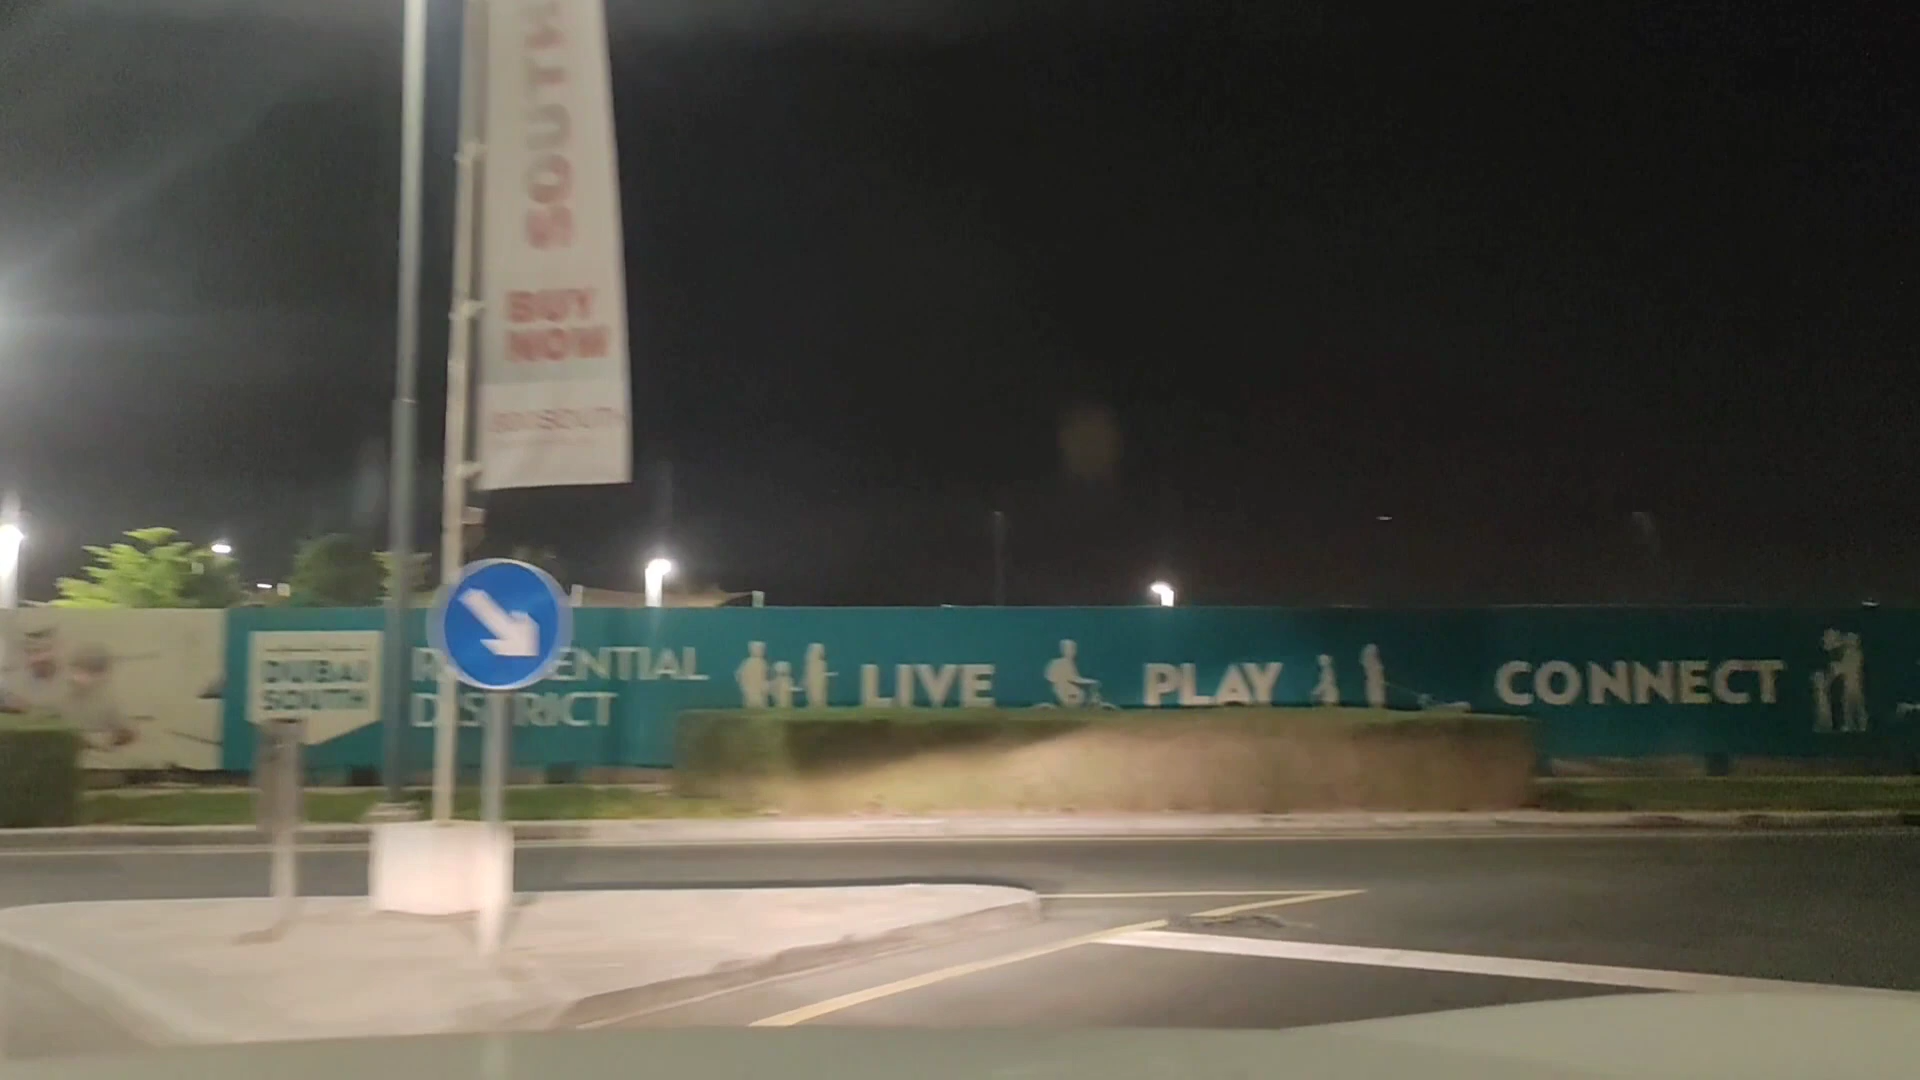 SOUTH
BUY
NOW
DUBAI
SOUTH
RESIDENTIAL
DISTRICT
LIVE
PLAY
CONNECT